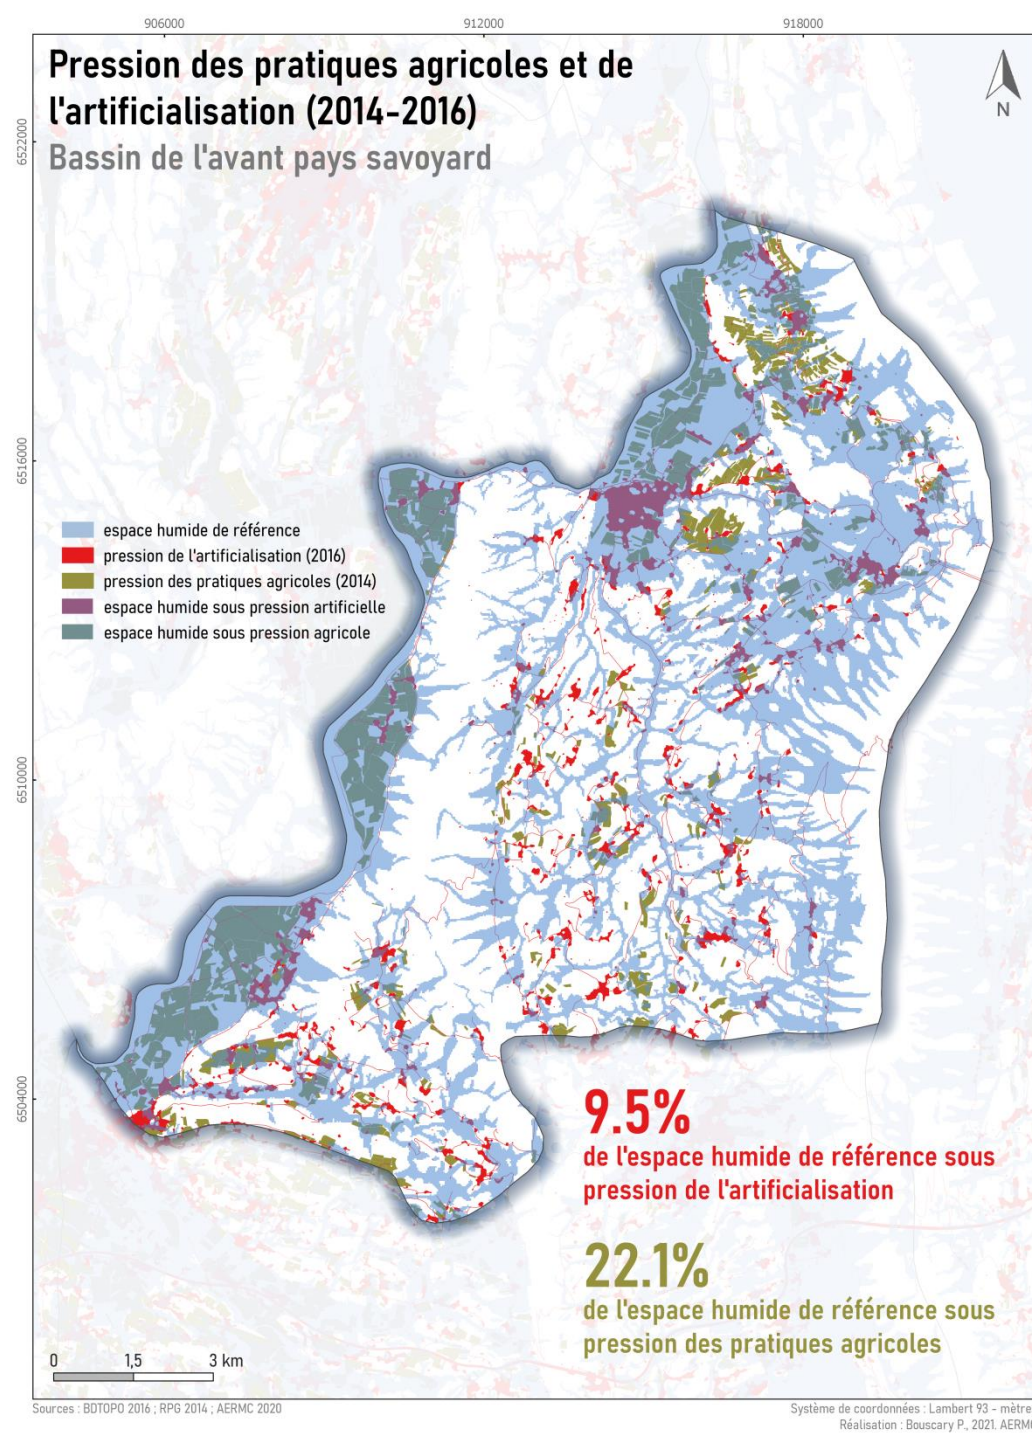 906000
912000
918000
Pression des pratiques agricoles et de
l'artificialisation (2014-2016)
Bassin de l'avant pays savoyard
N
6522000
6516000
6510000
6504000
espace humide de référence
pression de l'artificialisation (2016)
pression des pratiques agricoles (2014)
espace humide sous pression artificielle
espace humide sous pression agricole
9.5%
de l'espace humide de référence sous
pression de l'artificialisation
22.1%
de l'espace humide de référence sous
pression des pratiques agricoles
0 1,5 3 km
Sources : BDTOPO 2016 ; RPG 2014 ; AERMC 2020
Système de coordonnées : Lambert 93 - mètre
Réalisation : Bouscary P., 2021. AERMC